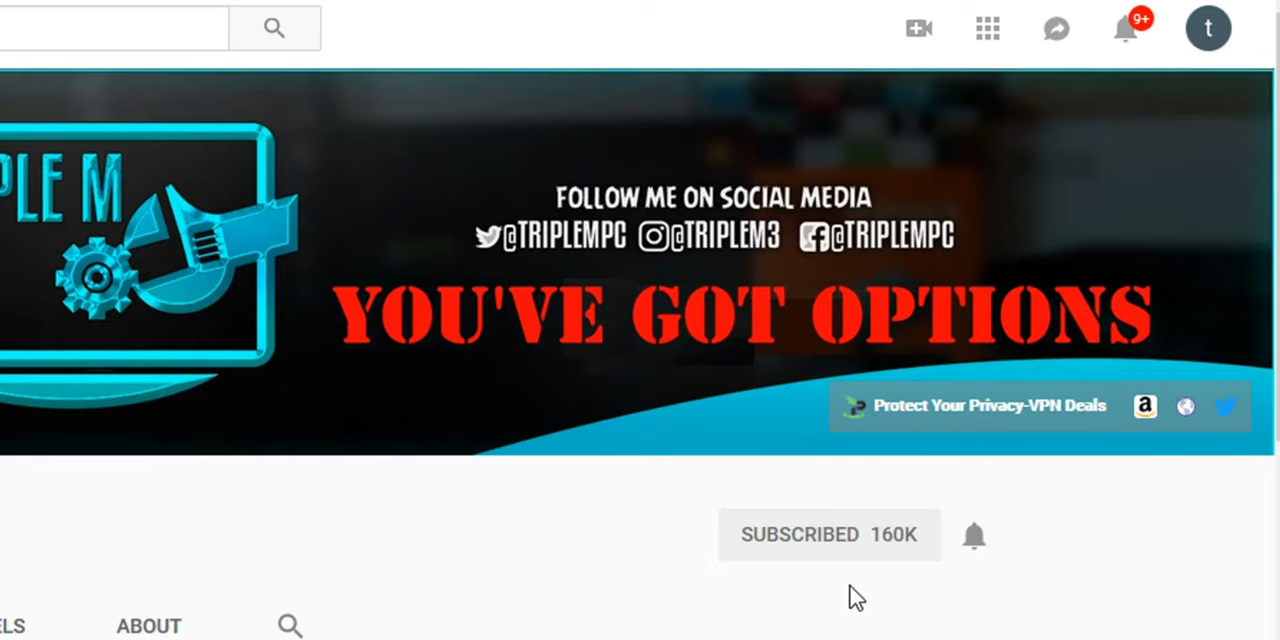 9+
t
PLE M
FOLLOW ME ON SOCIAL MEDIA
@TRIPLEMPC @TRIPLEM3 @TRIPLEMPC
YOU'VE GOT OPTIONS
Protect Your Privacy-VPN Deals a
SUBSCRIBED 160K
ELS ABOUT